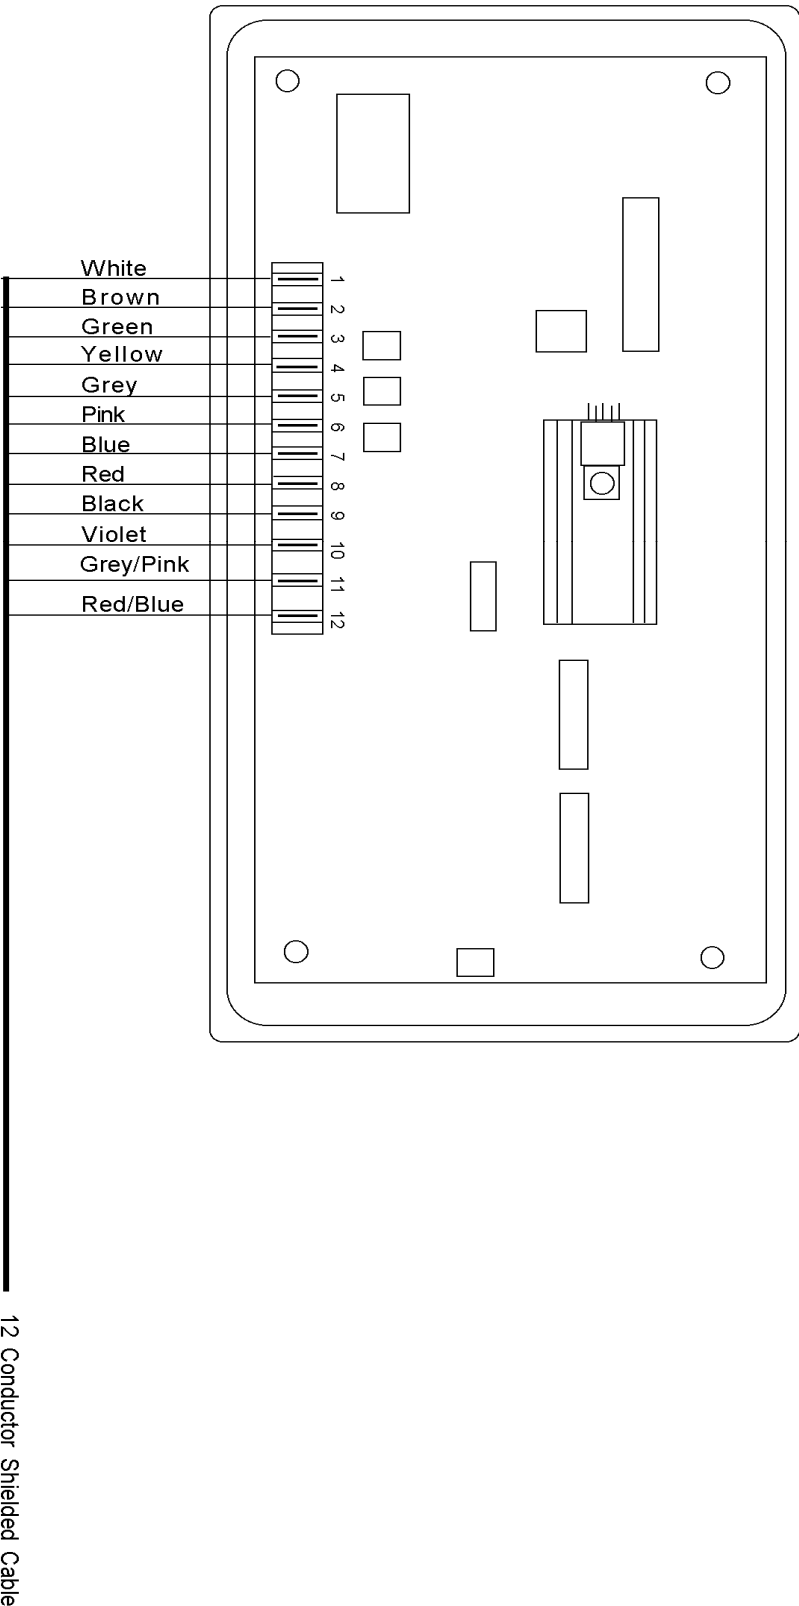 White
1
Brown
2
Green
3
Yellow
4
Grey
5
Pink
6
Blue
7
Red
8
Black
9
Violet
10
Grey/Pink
11
Red/Blue
12
12 Conductor Shielded Cable